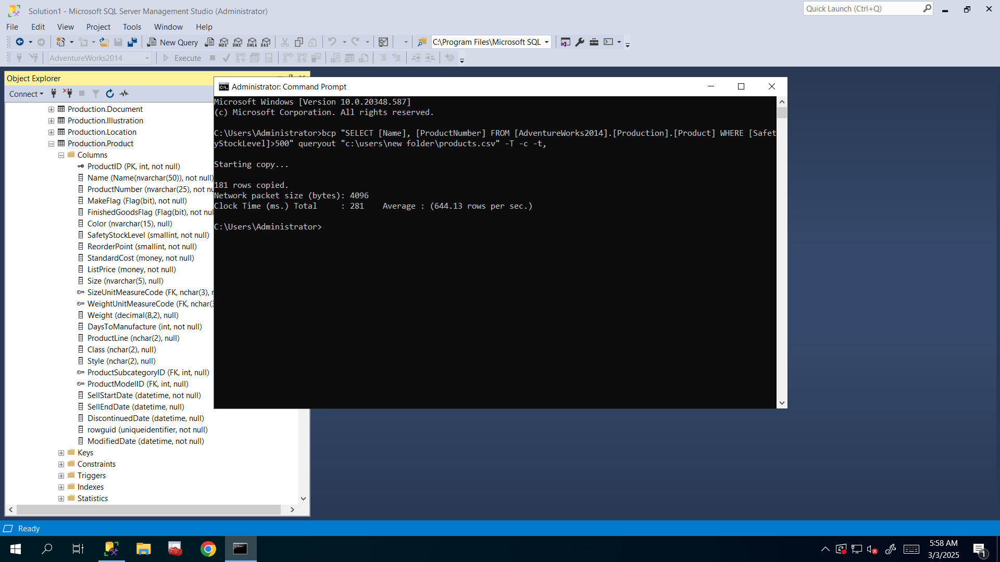 Solution1 - Microsoft SQL Server Management Studio (Administrator)
Quick Launch (Ctrl+Q)
File Edit View Project Tools Window Help
New Query MDX DMX XMLA DAX C:\Program Files\Microsoft SQL
AdventureWorks2014 Execute
Object Explorer
Connect
Production.Document
Production.Illustration
Production.Location
Production.Product
Columns
ProductID (PK, int, not null)
Name (Name(nvarchar(50)), not null)
ProductNumber (nvarchar(25), not nu
MakeFlag (Flag(bit), not null)
FinishedGoodsFlag (Flag(bit), not nul
Color (nvarchar(15), null)
SafetyStockLevel (smallint, not null)
ReorderPoint (smallint, not null)
StandardCost (money, not null)
ListPrice (money, not null)
Size (nvarchar(5), null)
SizeUnitMeasureCode (FK, nchar(3), n
WeightUnitMeasureCode (FK, nchar(3
Weight (decimal(8,2), null)
DaysToManufacture (int, not null)
ProductLine (nchar(2), null)
Class (nchar(2), null)
Style (nchar(2), null)
ProductSubcategoryID (FK, int, null)
ProductModelID (FK, int, null)
SellStartDate (datetime, not null)
SellEndDate (datetime, null)
DiscontinuedDate (datetime, null)
rowguid (uniqueidentifier, not null)
ModifiedDate (datetime, not null)
Keys
Constraints
Triggers
Indexes
Statistics
Administrator: Command Prompt
Microsoft Windows [Version 10.0.20348.587]
(c) Microsoft Corporation. All rights reserved.
C:\Users\Administrator>bcp "SELECT [Name], [ProductNumber] FROM [AdventureWorks2014].[Production].[Product] WHERE [Safet
yStockLevel]>500" queryout "c:\users\new folder\products.csv" -T -c -t,
Starting copy...
181 rows copied.
Network packet size (bytes): 4096
Clock Time (ms.) Total     : 281    Average : (644.13 rows per sec.)
C:\Users\Administrator>
Ready
5:58 AM
3/3/2025
1